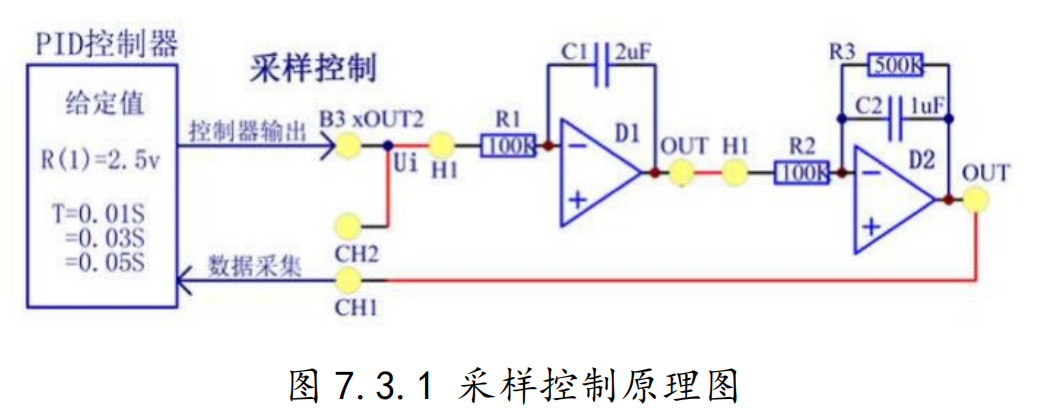 PID控制器
给定值
R(1)=2.5v
T=0.01S
=0.03S
=0.05S
采样控制
控制器输出
B3 xOUT2
Ui
H1
CH2
数据采集
CH1
R1
100K
C1
2uF
D1
OUT
H1
R2
100K
R3
500K
C2
1uF
D2
OUT
图 7.3.1 采样控制原理图